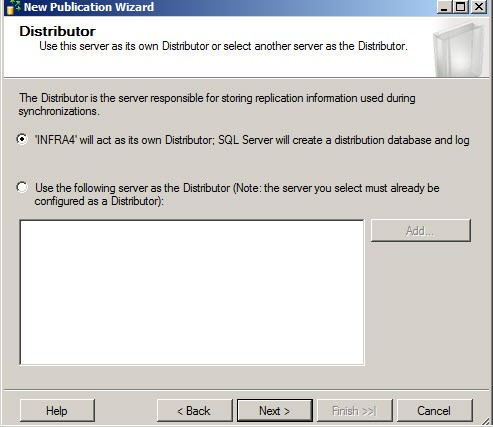 New Publication Wizard
Distributor
Use this server as its own Distributor or select another server as the Distributor.
The Distributor is the server responsible for storing replication information used during
synchronizations.
'INFRA4' will act as its own Distributor; SQL Server will create a distribution database and log
Use the following server as the Distributor (Note: the server you select must already be
configured as a Distributor):
Add...
Help
< Back
Next >
Finish >>|
Cancel